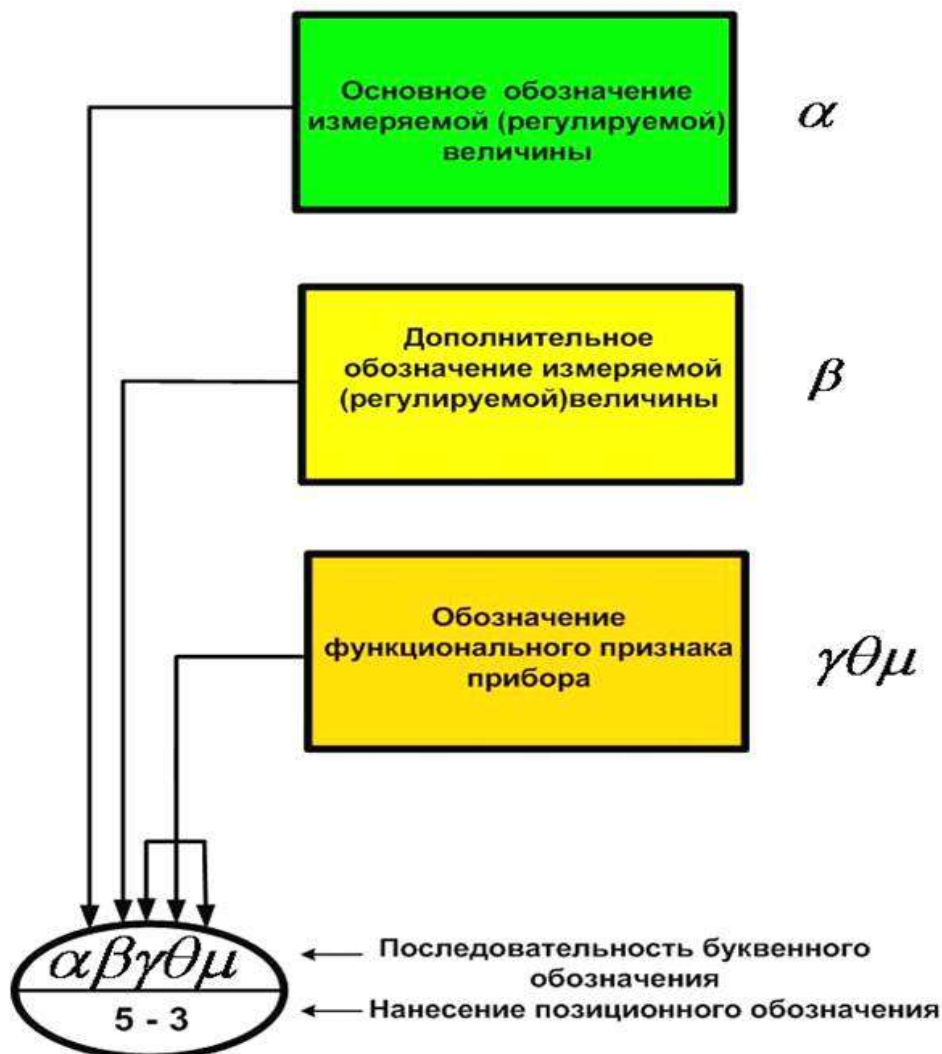 Основное обозначение
измеряемой (регулируемой)
величины
α
Дополнительное
обозначение измеряемой
(регулируемой)величины
β
Обозначение
функционального признака
прибора
γθμ
αβγθμ
Последовательность буквенного
обозначения
5 - 3
Нанесение позиционного обозначения